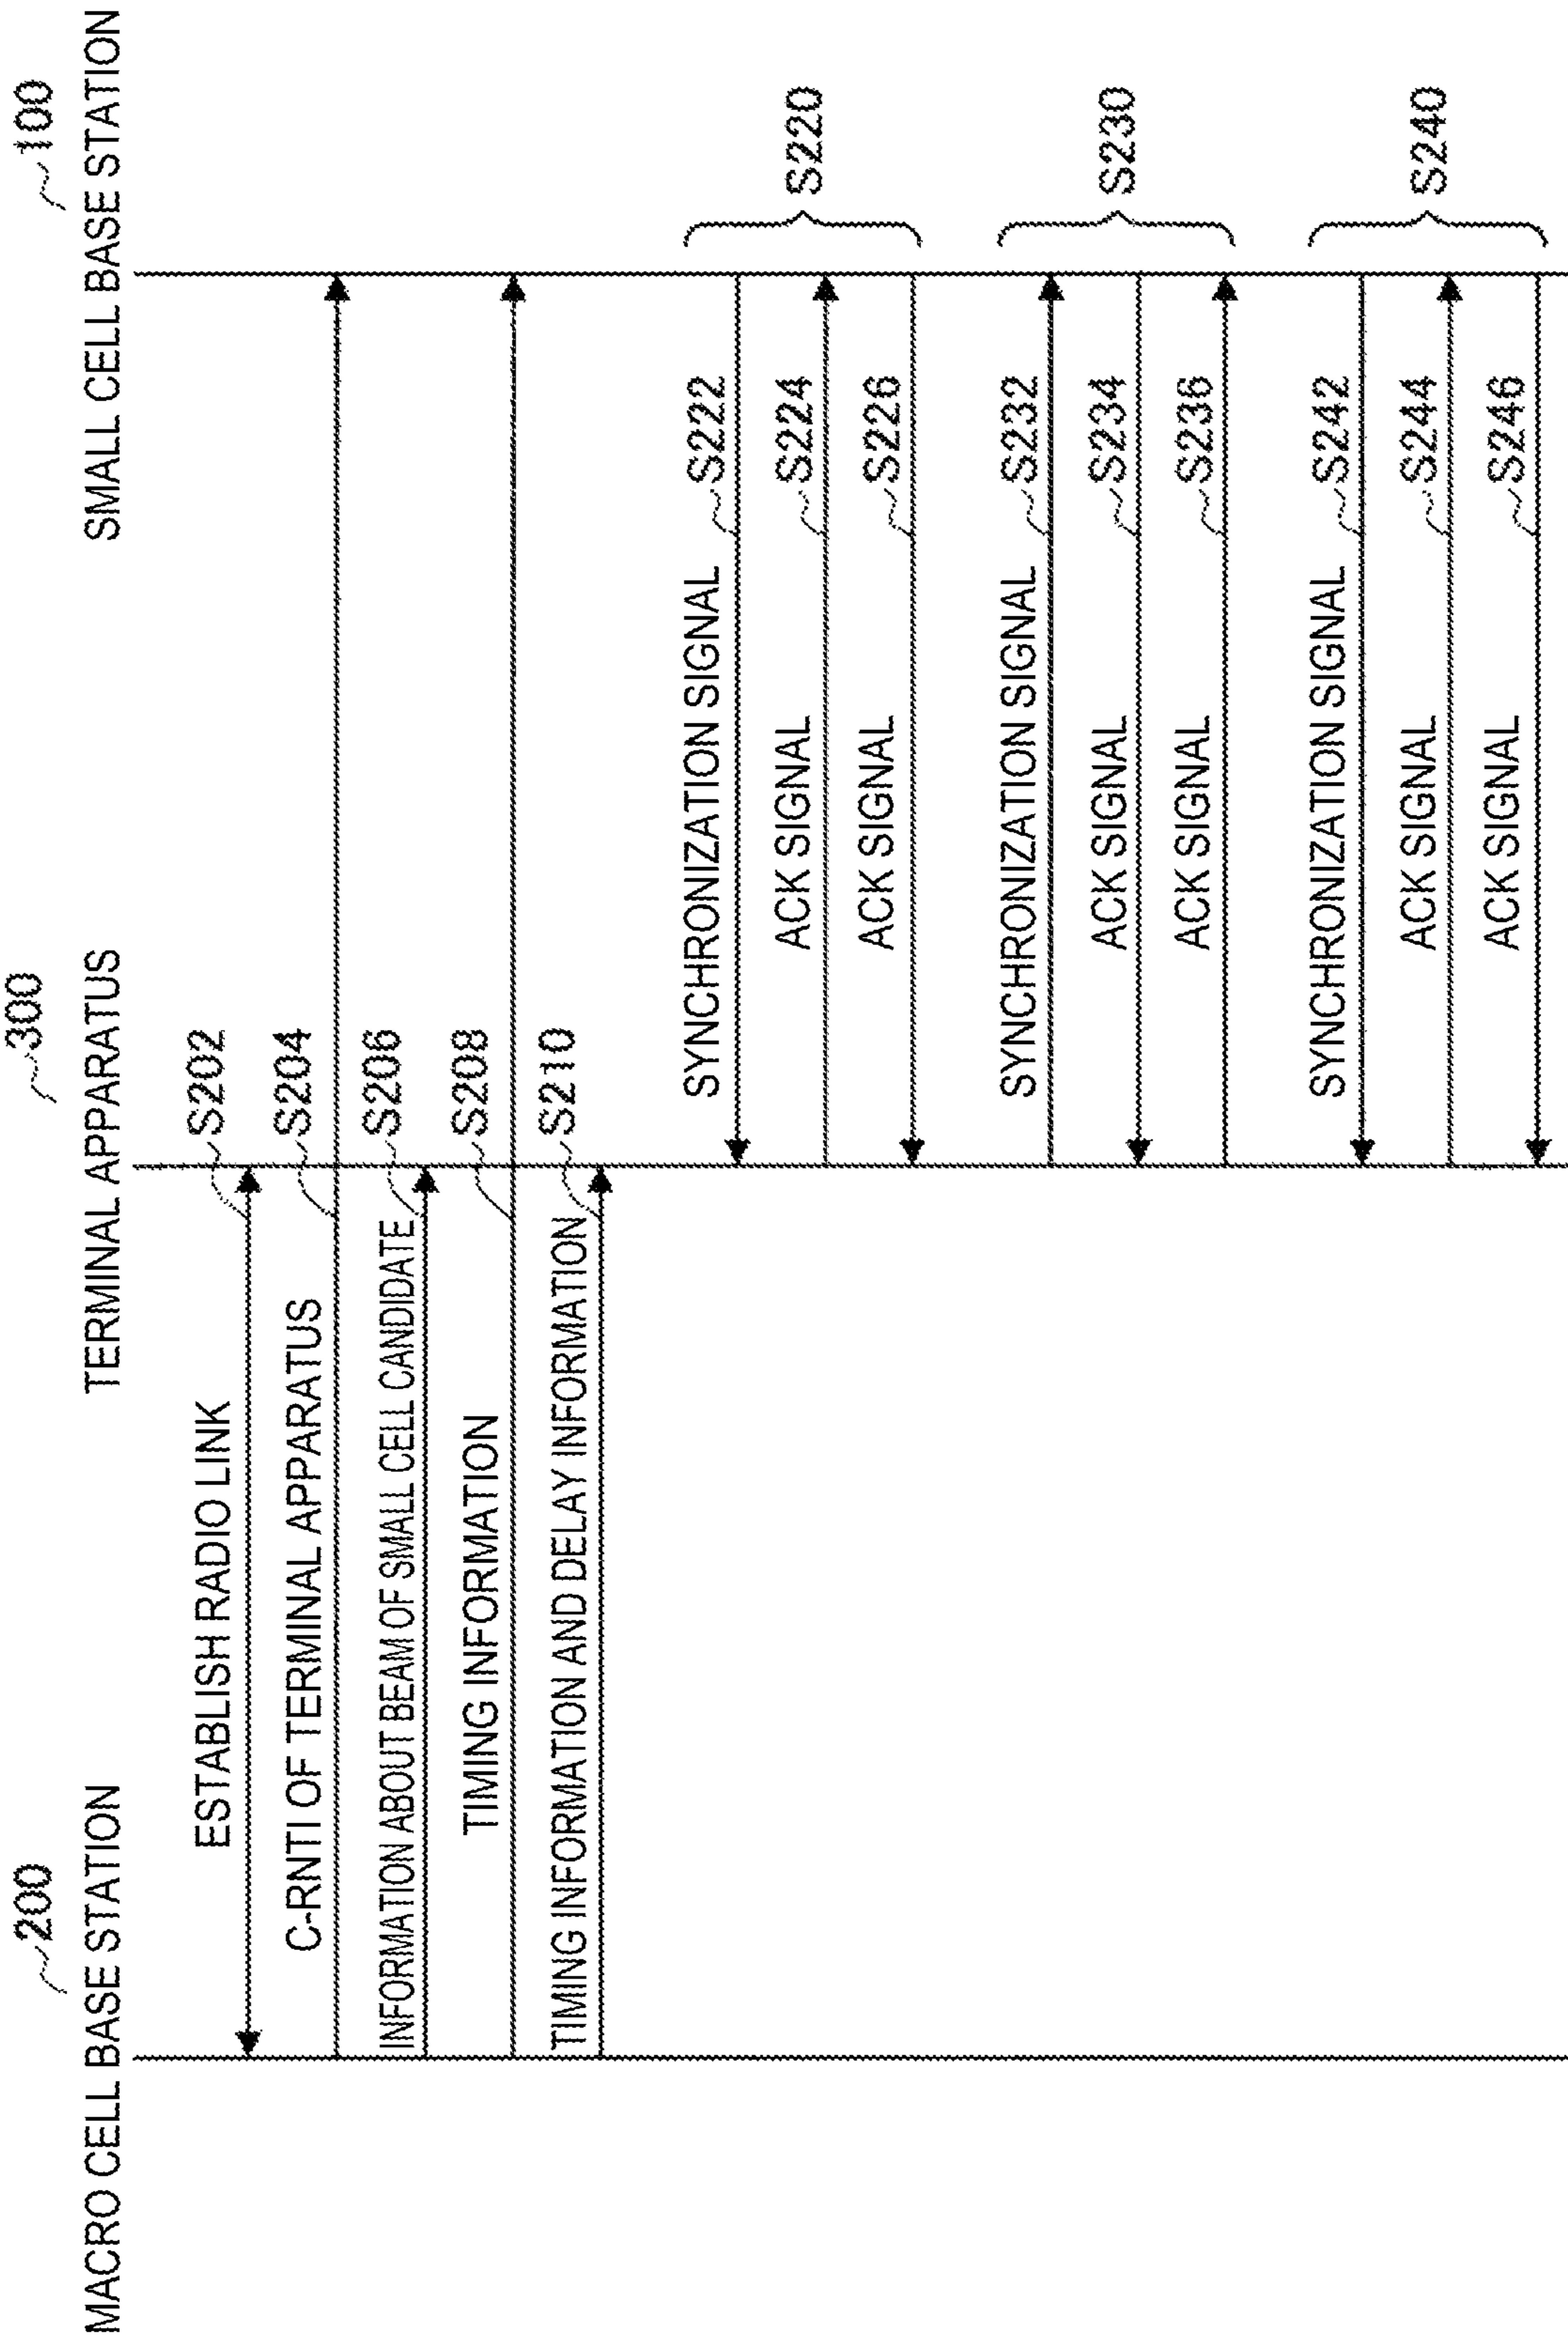 200
MACRO CELL BASE STATION
300
TERMINAL APPARATUS
100
SMALL CELL BASE STATION
ESTABLISH RADIO LINK
S202
C-RNTI OF TERMINAL APPARATUS
S204
INFORMATION ABOUT BEAM OF SMALL CELL CANDIDATE
S206
TIMING INFORMATION
S208
TIMING INFORMATION AND DELAY INFORMATION
S210
SYNCHRONIZATION SIGNAL
S222
ACK SIGNAL
S224
ACK SIGNAL
S226
S220
SYNCHRONIZATION SIGNAL
S232
ACK SIGNAL
S234
ACK SIGNAL
S236
S230
SYNCHRONIZATION SIGNAL
S242
ACK SIGNAL
S244
ACK SIGNAL
S246
S240